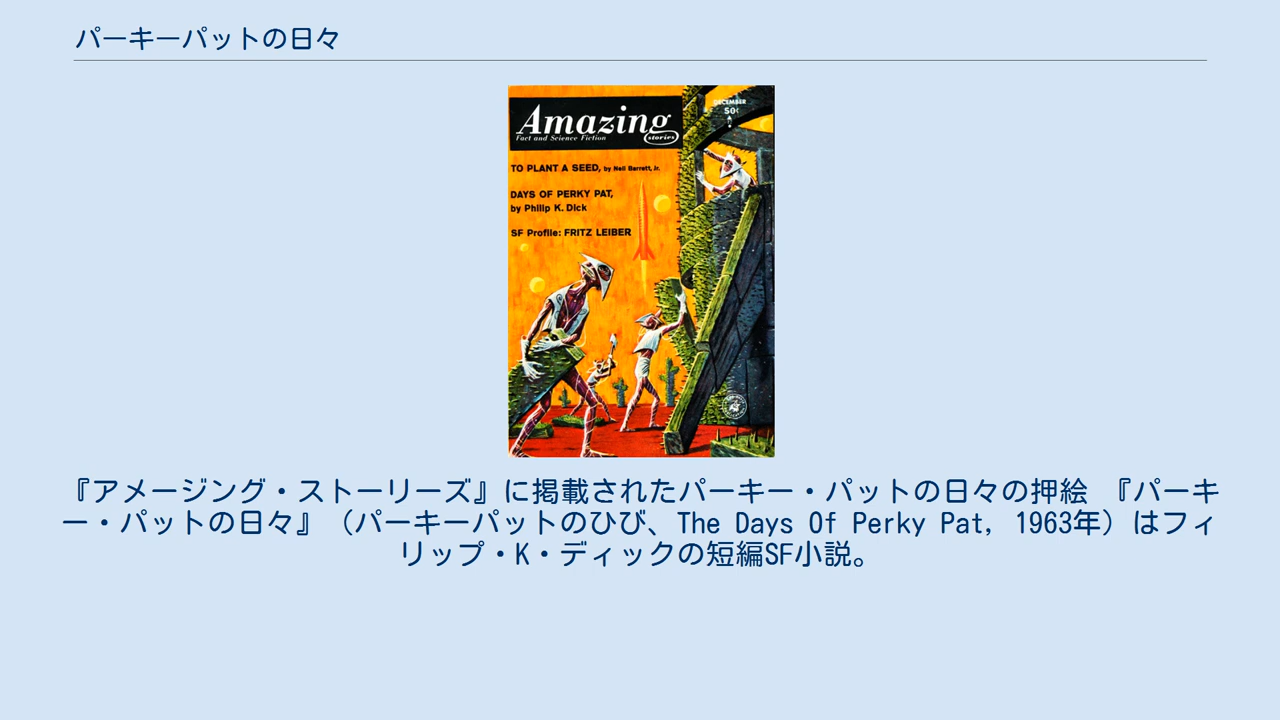 パーキーパットの日々
Amazing
Fact and Science Fiction
stories
DECEMBER
50¢
TO PLANT A SEED, by Neil Barrett, Jr.
DAYS OF PERKY PAT,
by Philip K. Dick
SF Profile: FRITZ LEIBER
『アメージング・ストーリーズ』に掲載されたパーキー・パットの日々の押絵 『パーキ
ー・パットの日々』（パーキーパットのひび、The Days Of Perky Pat, 1963年）はフィ
リップ・K・ディックの短編SF小説。